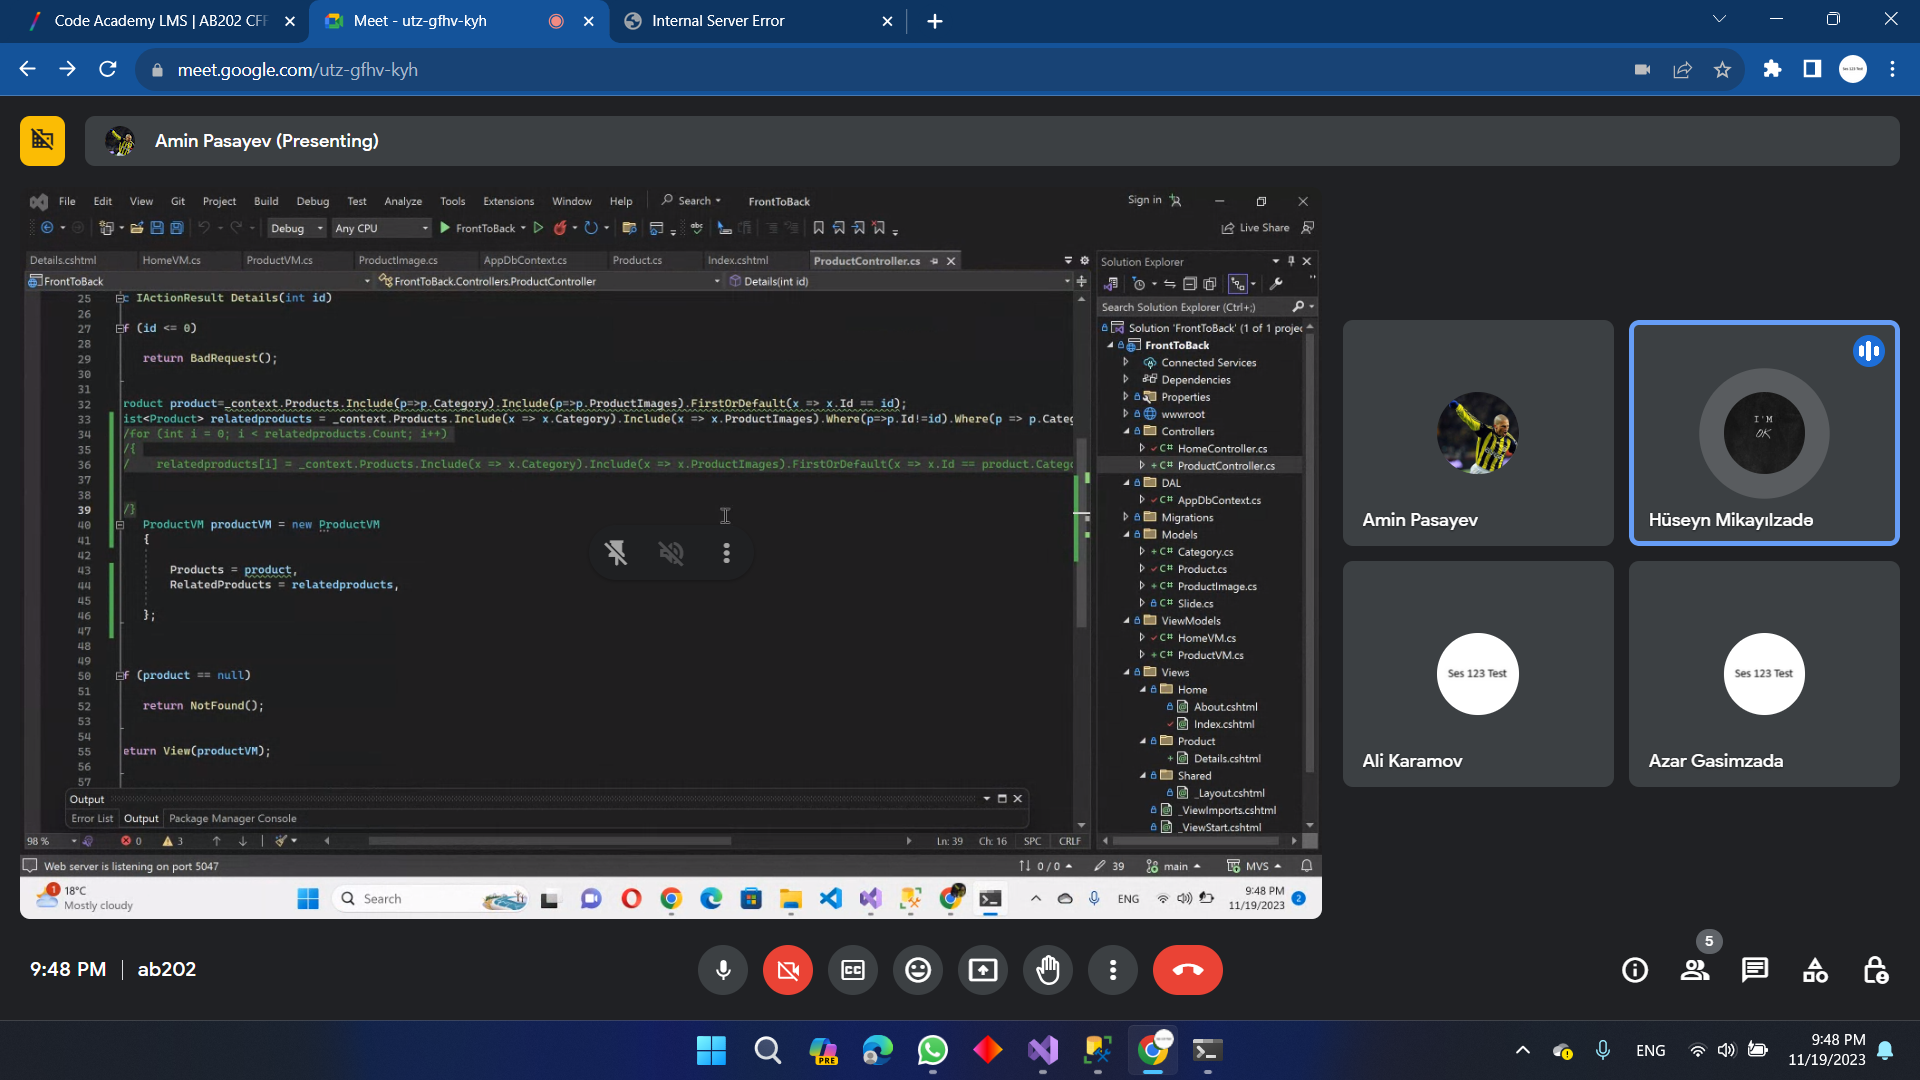 Code Academy LMS | AB202 CFF
Meet - utz-gfhv-kyh
Internal Server Error
meet.google.com/utz-gfhv-kyh
Amin Pasayev (Presenting)
File Edit View Git Project Build Debug Test Analyze Tools Extensions Window Help Search FrontToBack
Sign in
Debug Any CPU FrontToBack
Live Share
Details.cshtml HomeVM.cs ProductVM.cs ProductImage.cs AppDbContext.cs Product.cs Index.cshtml ProductController.cs
FrontToBack FrontToBack.Controllers.ProductController Details(int id)
25 c IActionResult Details(int id)
26
27 f (id <= 0)
28
29 return BadRequest();
30
31
32 roduct product=_context.Products.Include(p=>p.Category).Include(p=>p.ProductImages).FirstOrDefault(x => x.Id == id);
33 ist<Product> relatedproducts = _context.Products.Include(x => x.Category).Include(x => x.ProductImages).Where(p=>p.Id!=id).Where(p => p.Categ
34 /for (int i = 0; i < relatedproducts.Count; i++)
35 /{
36 / relatedproducts[i] = _context.Products.Include(x => x.Category).Include(x => x.ProductImages).FirstOrDefault(x => x.Id == product.Catego
37
38
39 /}
40 ProductVM productVM = new ProductVM
41 {
42
43 Products = product,
44 RelatedProducts = relatedproducts,
45
46 };
47
48
49
50 f (product == null)
51
52 return NotFound();
53
54
55 eturn View(productVM);
56
57
Output
Error List Output Package Manager Console
98 % 0 3 Ln: 39 Ch: 16 SPC CRLF
Web server is listening on port 5047
0 / 0 39 main MVS
Solution Explorer
Search Solution Explorer (Ctrl+;)
Solution 'FrontToBack' (1 of 1 projec
FrontToBack
Connected Services
Dependencies
Properties
wwwroot
Controllers
C# HomeController.cs
C# ProductController.cs
DAL
C# AppDbContext.cs
Migrations
Models
C# Category.cs
C# Product.cs
C# ProductImage.cs
C# Slide.cs
ViewModels
C# HomeVM.cs
C# ProductVM.cs
Views
Home
About.cshtml
Index.cshtml
Product
Details.cshtml
Shared
_Layout.cshtml
_ViewImports.cshtml
_ViewStart.cshtml
1
18°C
Mostly cloudy
Search
ENG
9:48 PM
11/19/2023
2
Amin Pasayev
I'M
OK
Hüseyn Mikayılzadə
Ses 123 Test
Ali Karamov
Ses 123 Test
Azar Gasimzada
9:48 PM | ab202
5
PRE
ENG
9:48 PM
11/19/2023